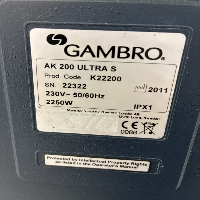 GAMBRO®
AK 200 ULTRA S
Prod. Code K22200
SN. 22322
2011
230V~ 50/60Hz
2250W
IPX1
Protected by Intellectual Property Rights
as listed in the Operator's Manual